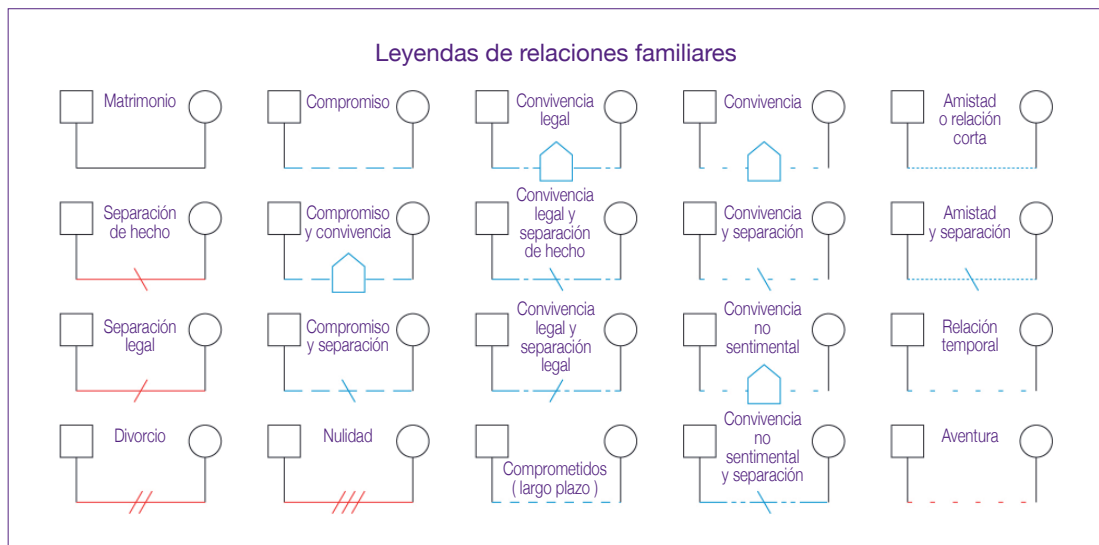 Leyendas de relaciones familiares
Matrimonio
Compromiso
Convivencia
legal
Convivencia
Amistad
o relación
corta
Separación
de hecho
Compromiso
y convivencia
Convivencia
legal y
separación
de hecho
Convivencia
y separación
Amistad
y separación
Separación
legal
Compromiso
y separación
Convivencia
legal y
separación
legal
Convivencia
no
sentimental
Relación
temporal
Divorcio
Nulidad
Comprometidos
( largo plazo )
Convivencia
no
sentimental
y separación
Aventura